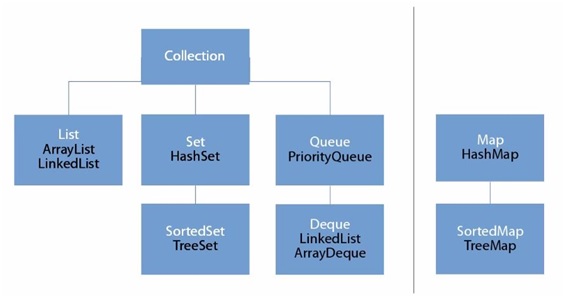 Collection
List
ArrayList
LinkedList
Set
HashSet
Queue
PriorityQueue
Map
HashMap
SortedSet
TreeSet
Deque
LinkedList
ArrayDeque
SortedMap
TreeMap